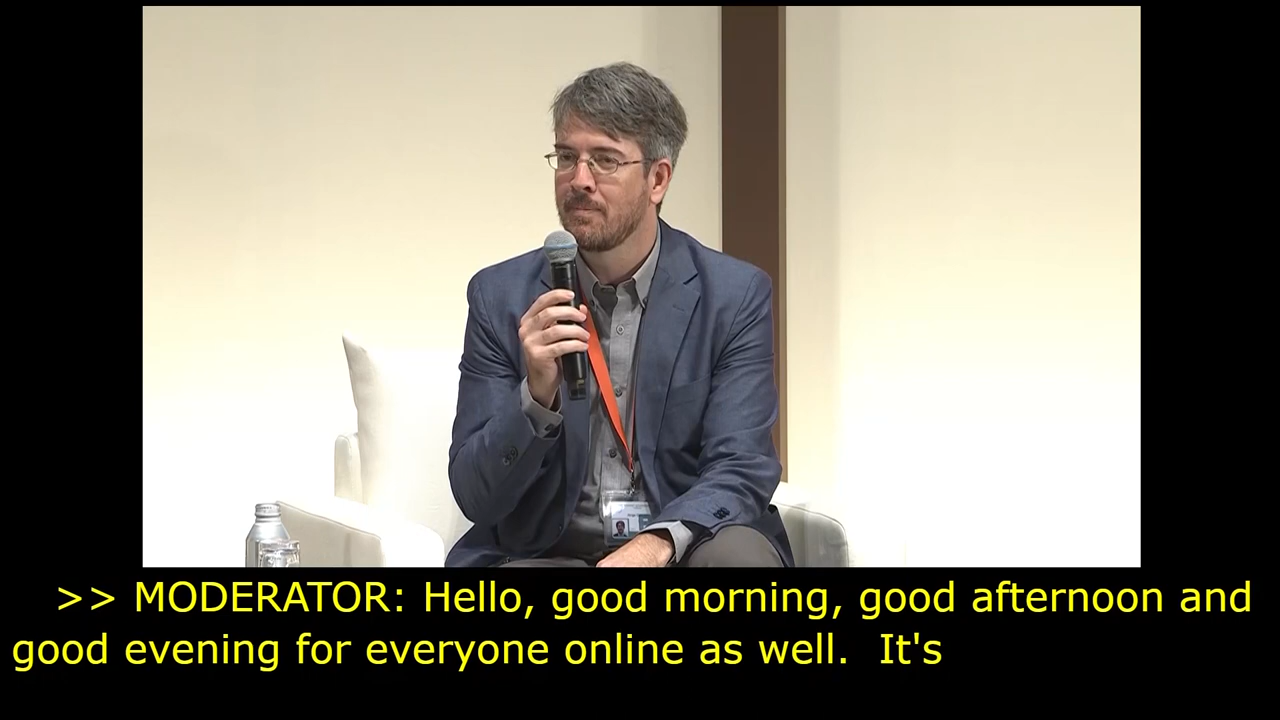 >> MODERATOR: Hello, good morning, good afternoon and
good evening for everyone online as well.  It's